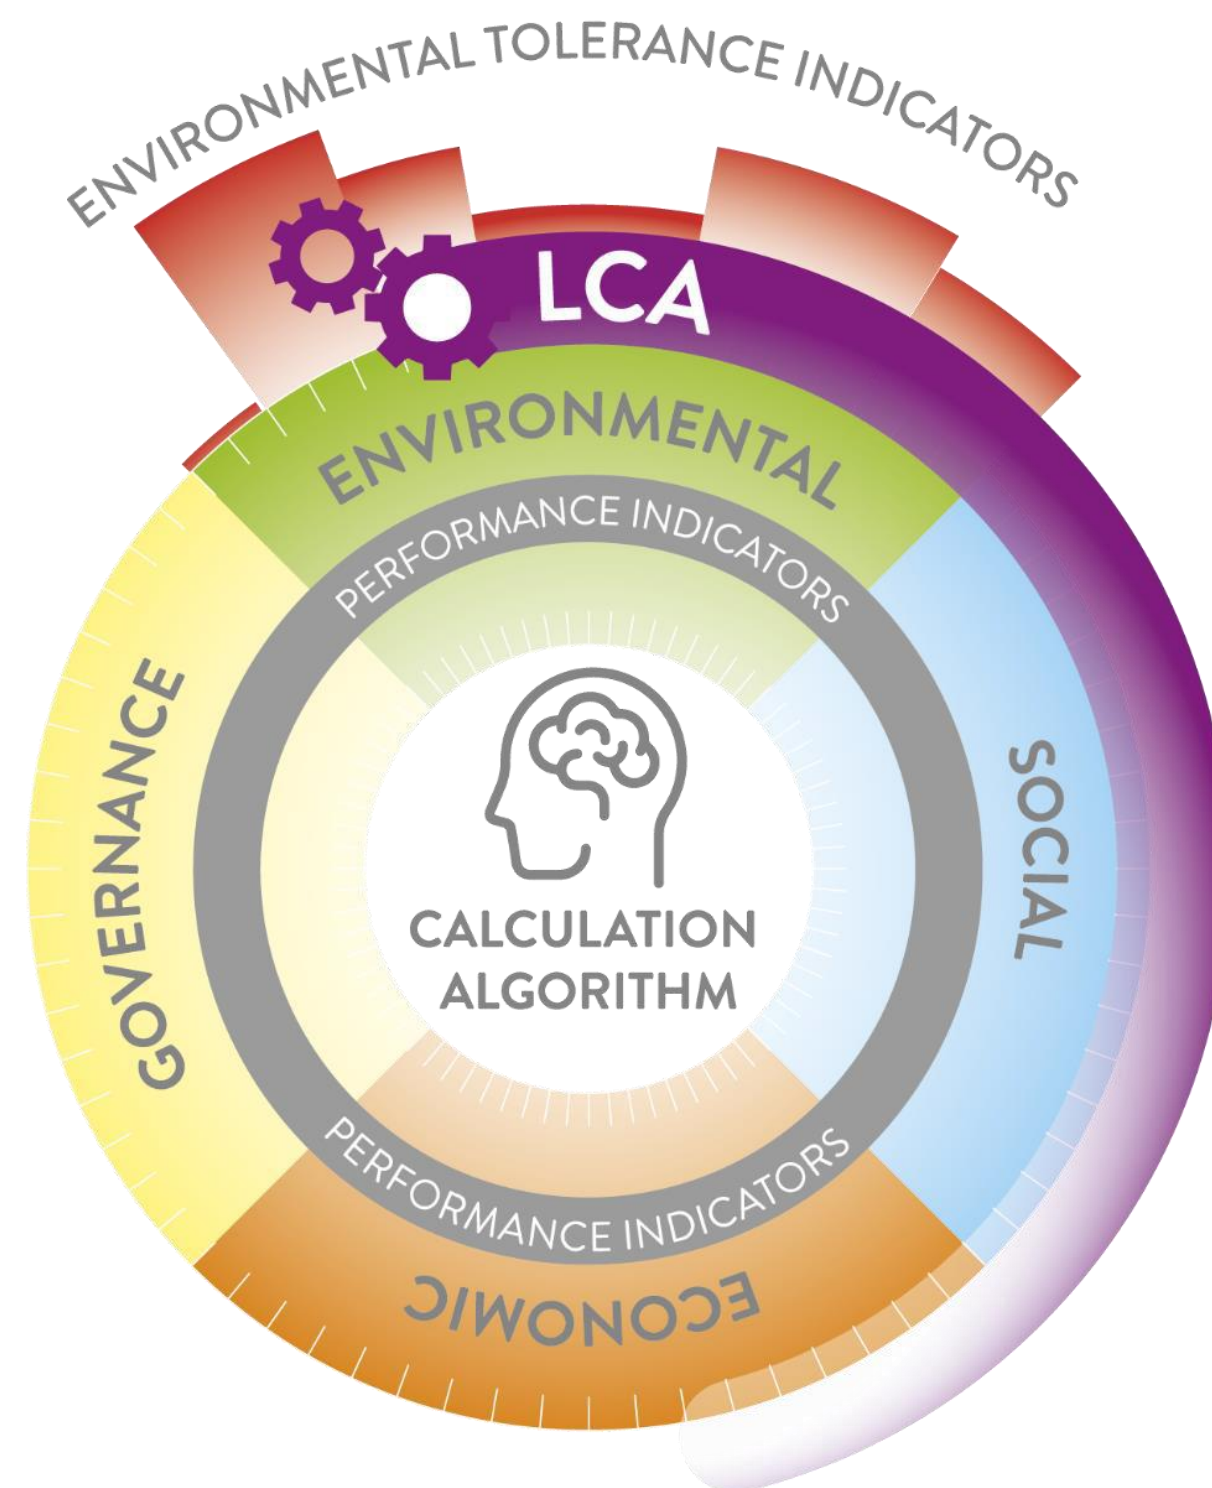 ENVIRONMENTAL TOLERANCE INDICATORS
LCA
ENVIRONMENTAL
PERFORMANCE INDICATORS
GOVERNANCE
SOCIAL
CALCULATION
ALGORITHM
PERFORMANCE INDICATORS
ECONOMIC